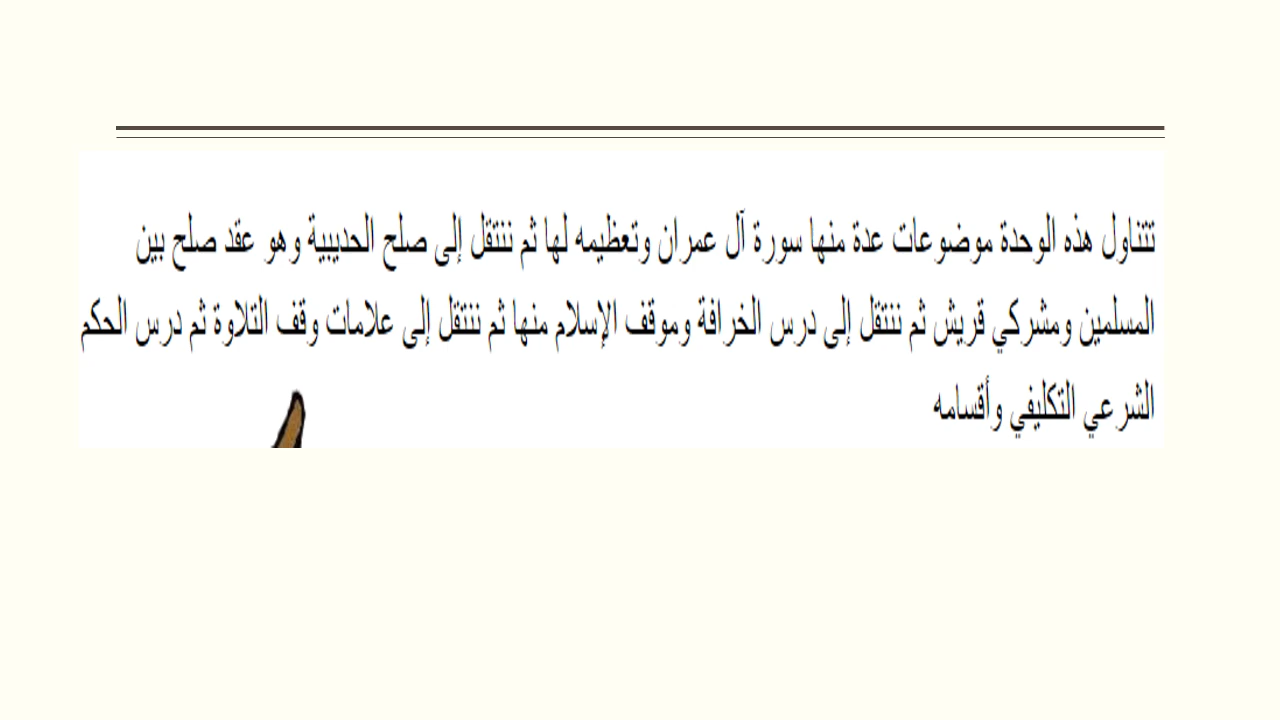 تتناول هذه الوحدة موضوعات عدة منها سورة آل عمران وتعظيمه لها ثم ننتقل إلى صلح الحديبية وهو عقد صلح بين
المسلمين ومشركي قريش ثم ننتقل إلى درس الخرافة وموقف الإسلام منها ثم ننتقل إلى علامات وقف التلاوة ثم درس الحكم
الشرعي التكليفي وأقسامه